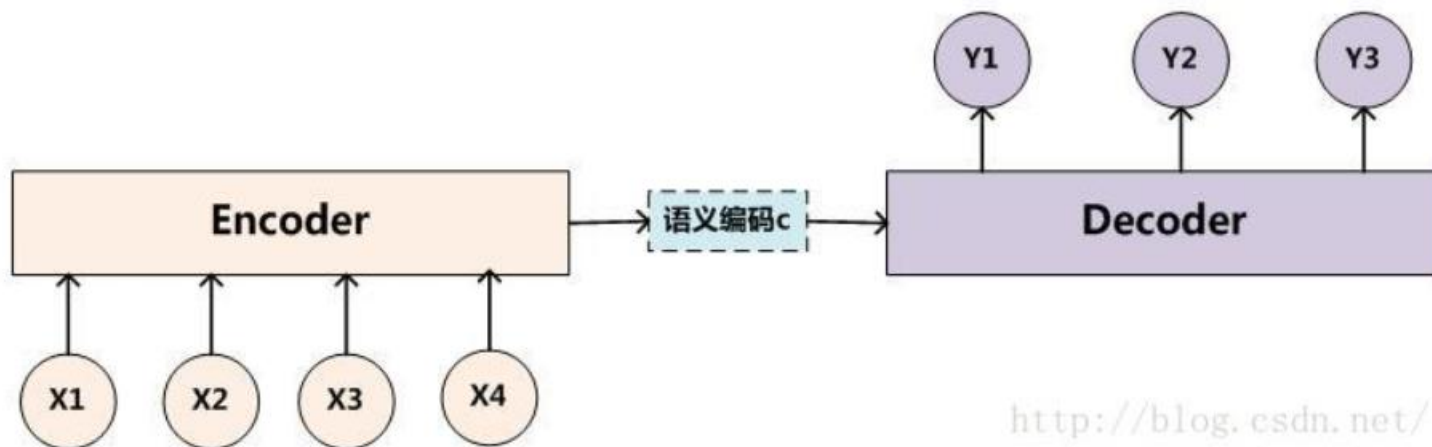 Y1 Y2 Y3
Encoder 语义编码c Decoder
X1 X2 X3 X4
http://blog.csdn.net/